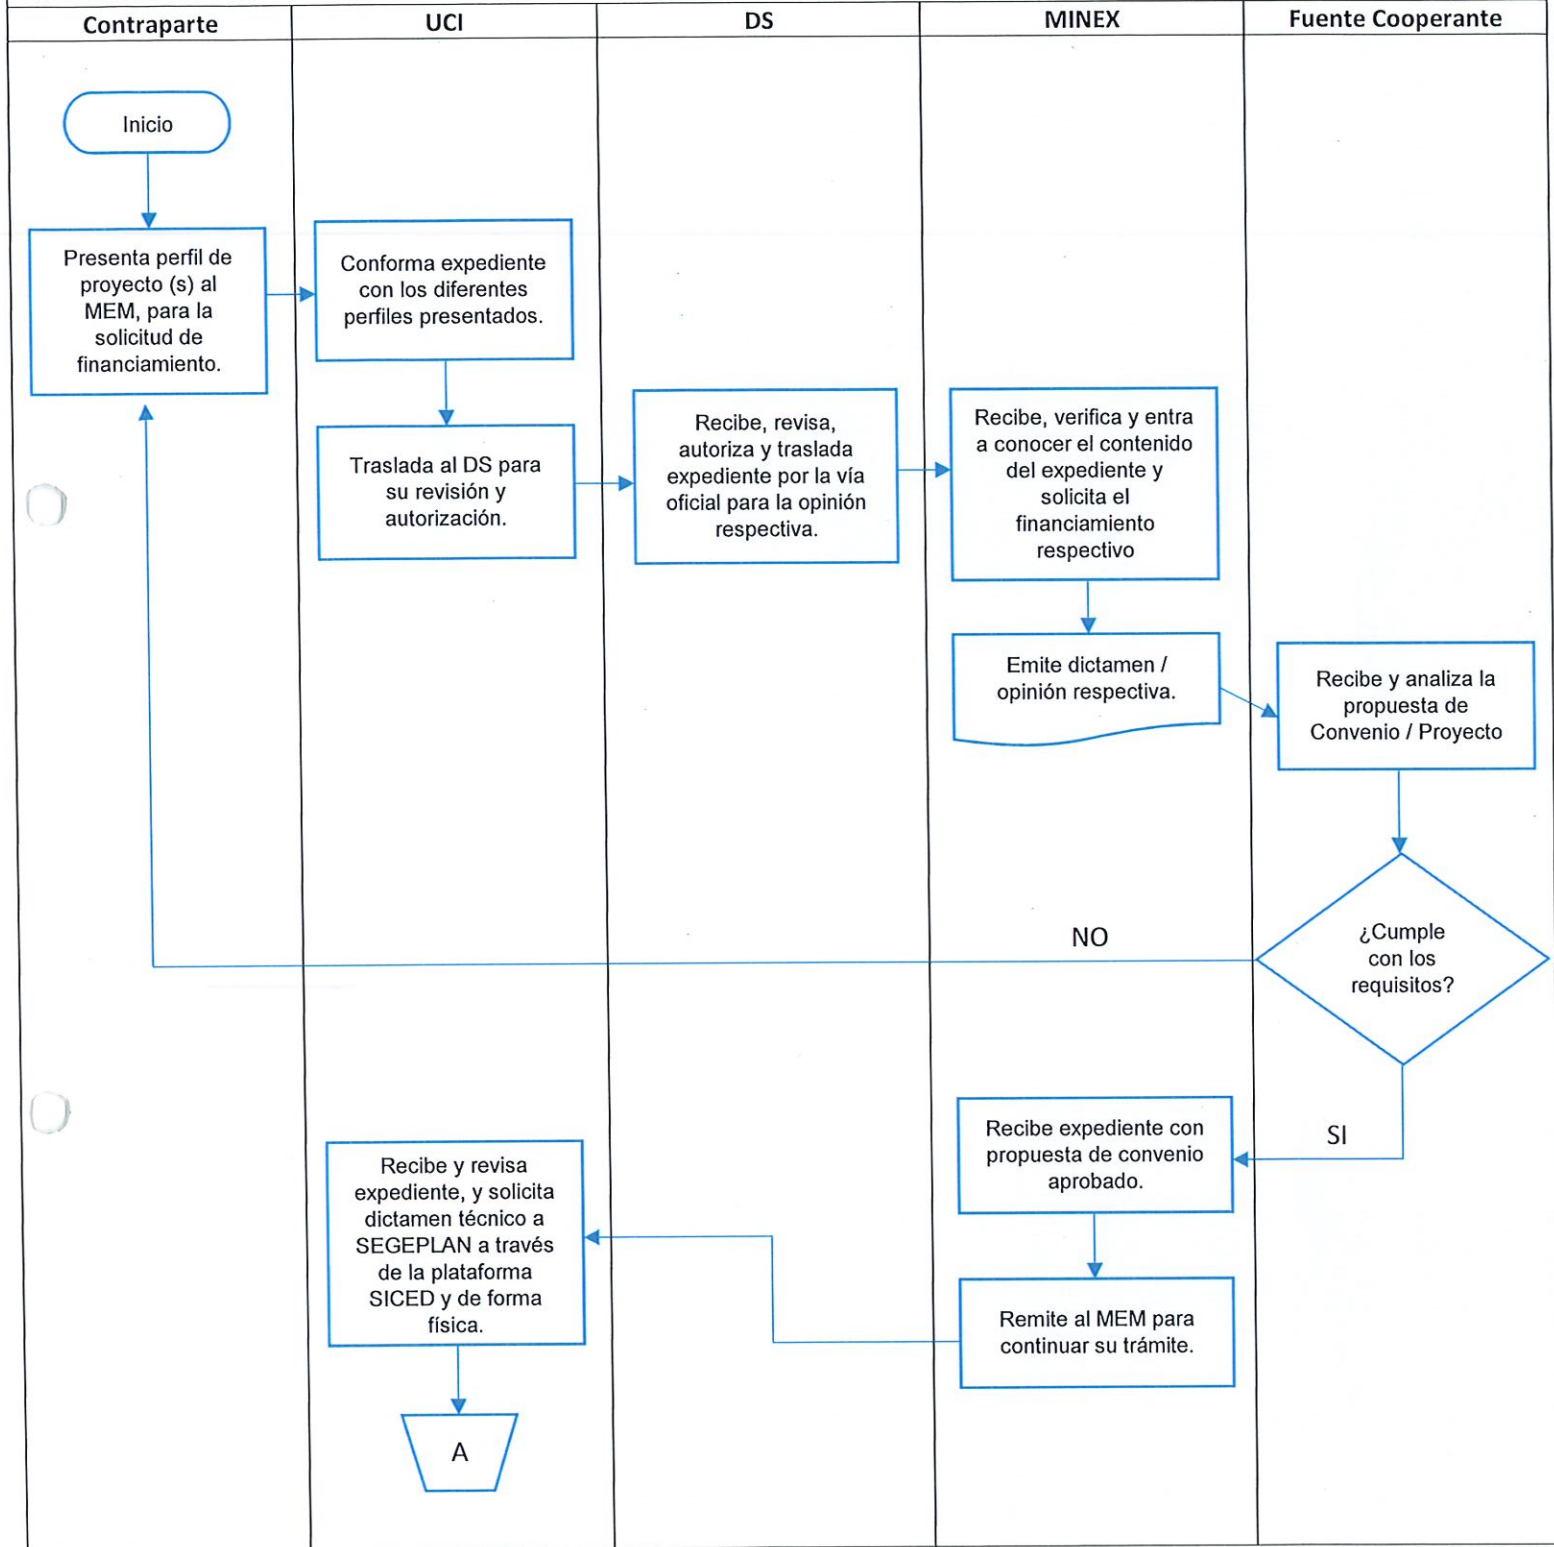 Contraparte
UCI
DS
MINEX
Fuente Cooperante
Inicio
Presenta perfil de
proyecto (s) al
MEM, para la
solicitud de
financiamiento.
Conforma expediente
con los diferentes
perfiles presentados.
Traslada al DS para
su revisión y
autorización.
Recibe, revisa,
autoriza y traslada
expediente por la vía
oficial para la opinión
respectiva.
Recibe, verifica y entra
a conocer el contenido
del expediente y
solicita el
financiamiento
respectivo
Emite dictamen /
opinión respectiva.
Recibe y analiza la
propuesta de
Convenio / Proyecto
¿Cumple
con los
requisitos?
NO
SI
Recibe expediente con
propuesta de convenio
aprobado.
Remite al MEM para
continuar su trámite.
Recibe y revisa
expediente, y solicita
dictamen técnico a
SEGEPLAN a través
de la plataforma
SICED y de forma
física.
A